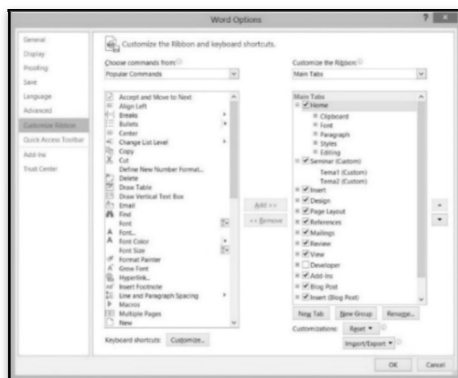 Word Options
General
Display
Proofing
Save
Language
Advanced
Customize Ribbon
Quick Access Toolbar
Add-Ins
Trust Center
Customize the Ribbon and keyboard shortcuts.
Choose commands from:
Popular Commands
Accept and Move to Next
Align Left
Breaks
Bullets
Center
Change List Level
Copy
Cut
Define New Number Format...
Delete
Draw Table
Draw Vertical Text Box
Email
Find
Font
Font...
Font Color
Font Size
Format Painter
Grow Font
Hyperlink...
Insert Footnote
Line and Paragraph Spacing
Macros
Multiple Pages
New
Keyboard shortcuts: Customize...
Add >>
<< Remove
Customize the Ribbon:
Main Tabs
Main Tabs
Home
Clipboard
Font
Paragraph
Styles
Editing
Seminar (Custom)
Tema1 (Custom)
Tema2 (Custom)
Insert
Design
Page Layout
References
Mailings
Review
View
Developer
Add-Ins
Blog Post
Insert (Blog Post)
New Tab New Group Rename...
Customizations: Reset
Import/Export
OK Cancel